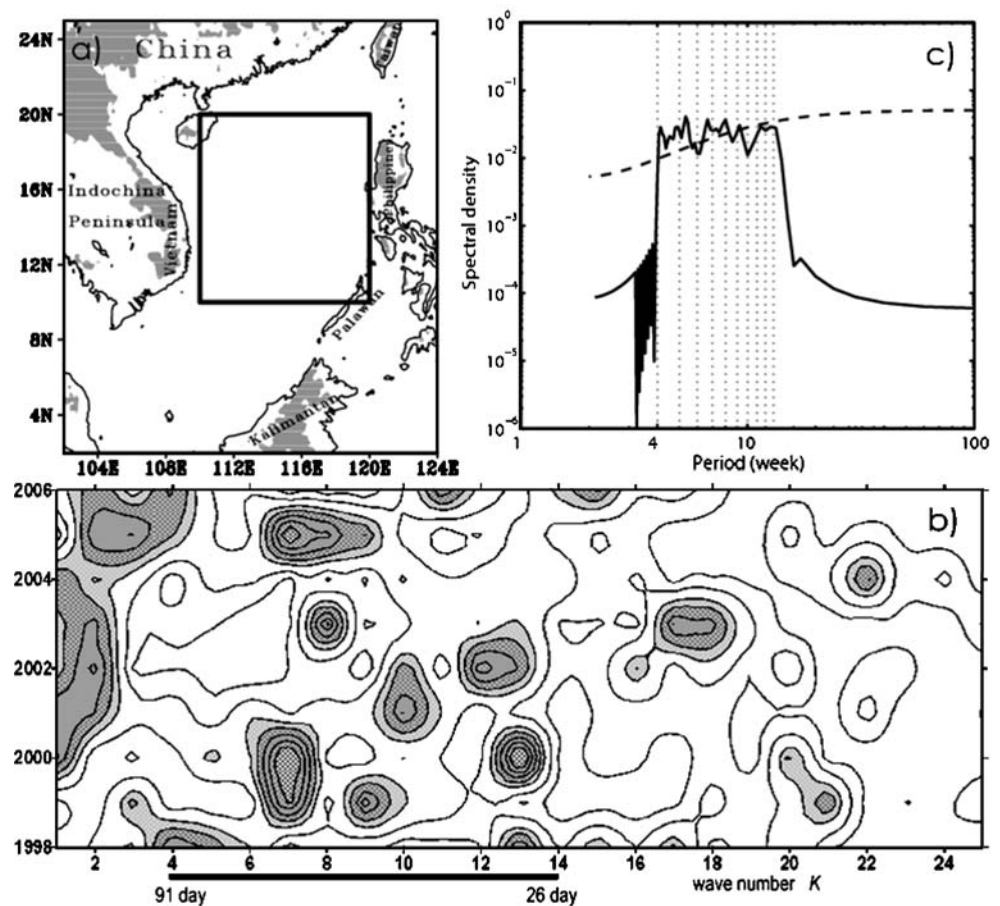 a)
China
Taiwan
Indochina
Peninsula
Vietnam
Philippines
Palawan
Kalimantan
24N
20N
16N
12N
8N
4N
104E 108E 112E 116E 120E 124E
c)
Spectral density
10^0
10^-1
10^-2
10^-3
10^-4
10^-5
10^-6
1 4 10 100
Period (week)
b)
2006
2004
2002
2000
1998
2 4 6 8 10 12 14 16 18 20 22 24
91 day 26 day wave number K